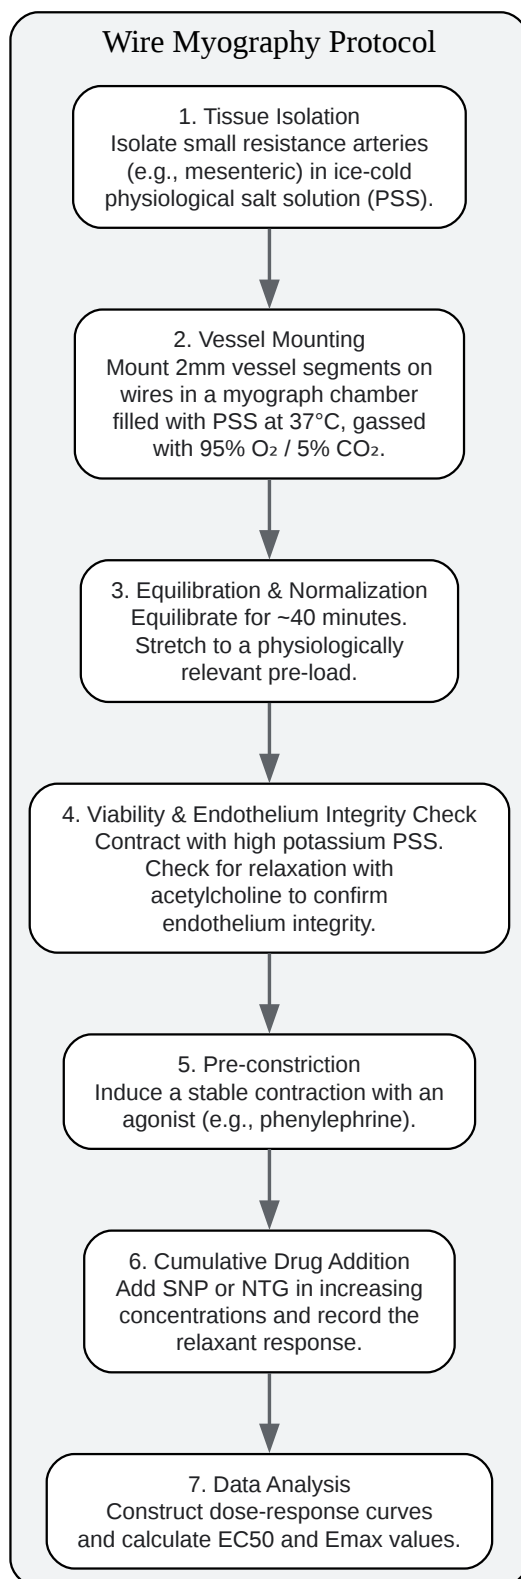 Wire Myography Protocol
1. Tissue Isolation
Isolate small resistance arteries
(e.g., mesenteric) in ice-cold
physiological salt solution (PSS).
2. Vessel Mounting
Mount 2mm vessel segments on
wires in a myograph chamber
filled with PSS at 37°C, gassed
with 95% O₂ / 5% CO₂.
3. Equilibration & Normalization
Equilibrate for ~40 minutes.
Stretch to a physiologically
relevant pre-load.
4. Viability & Endothelium Integrity Check
Contract with high potassium PSS.
Check for relaxation with
acetylcholine to confirm
endothelium integrity.
5. Pre-constriction
Induce a stable contraction with an
agonist (e.g., phenylephrine).
6. Cumulative Drug Addition
Add SNP or NTG in increasing
concentrations and record the
relaxant response.
7. Data Analysis
Construct dose-response curves
and calculate EC50 and Emax values.